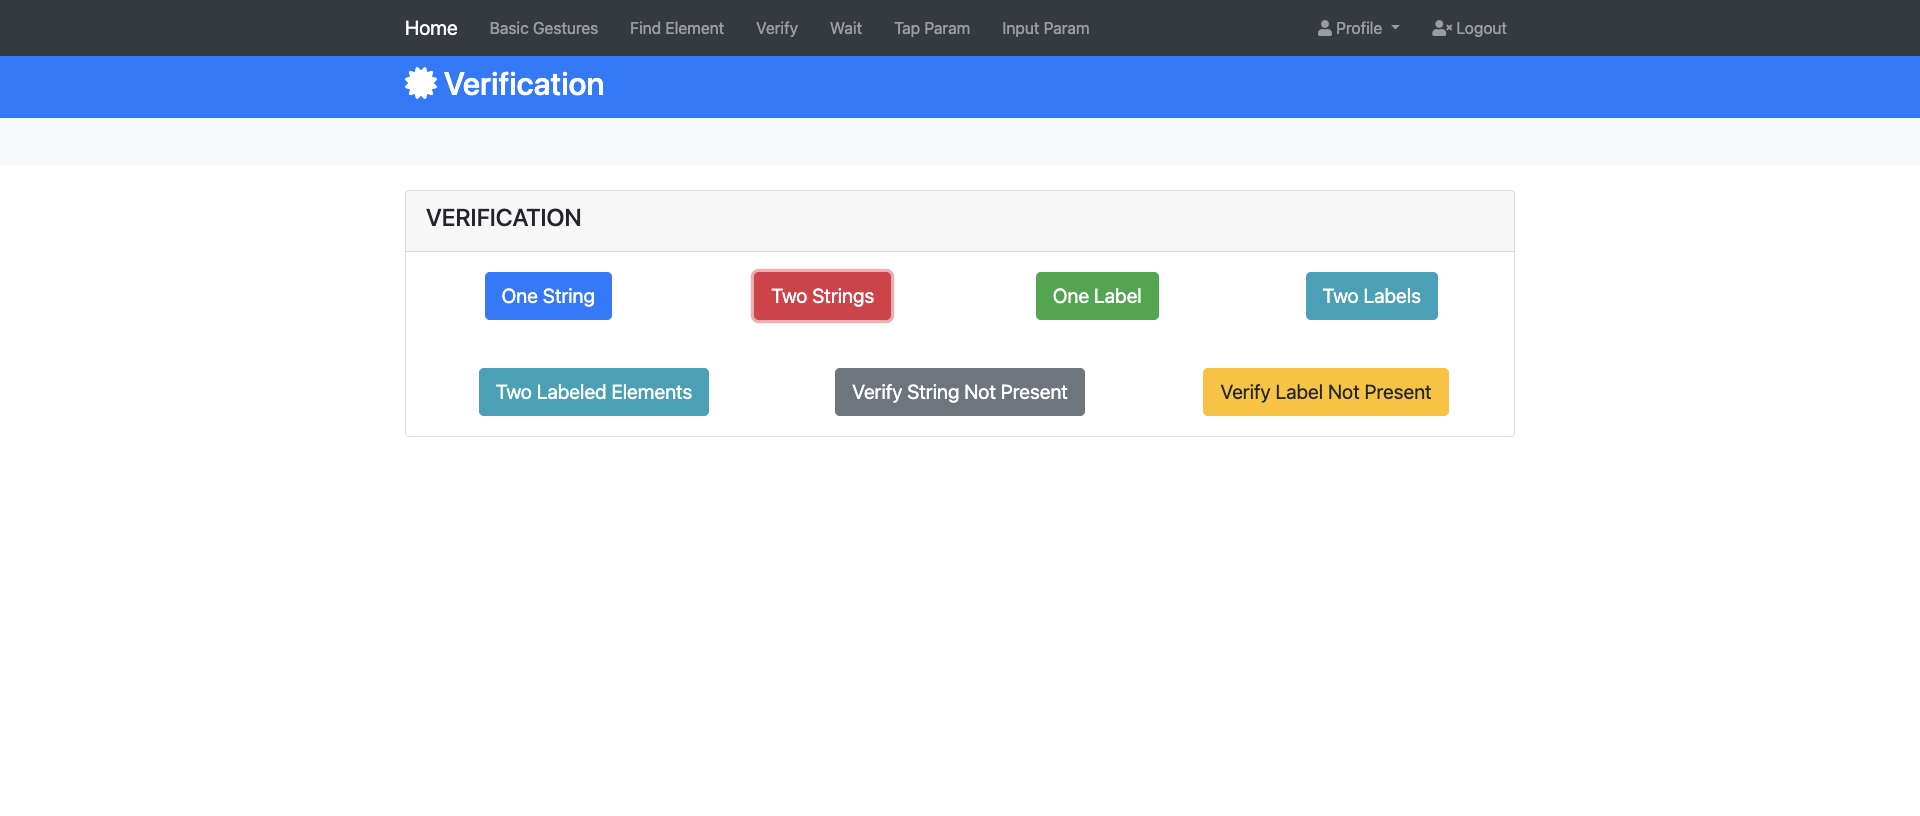 Home Basic Gestures Find Element Verify Wait Tap Param Input Param Profile Logout
Verification
VERIFICATION
One String Two Strings One Label Two Labels
Two Labeled Elements Verify String Not Present Verify Label Not Present